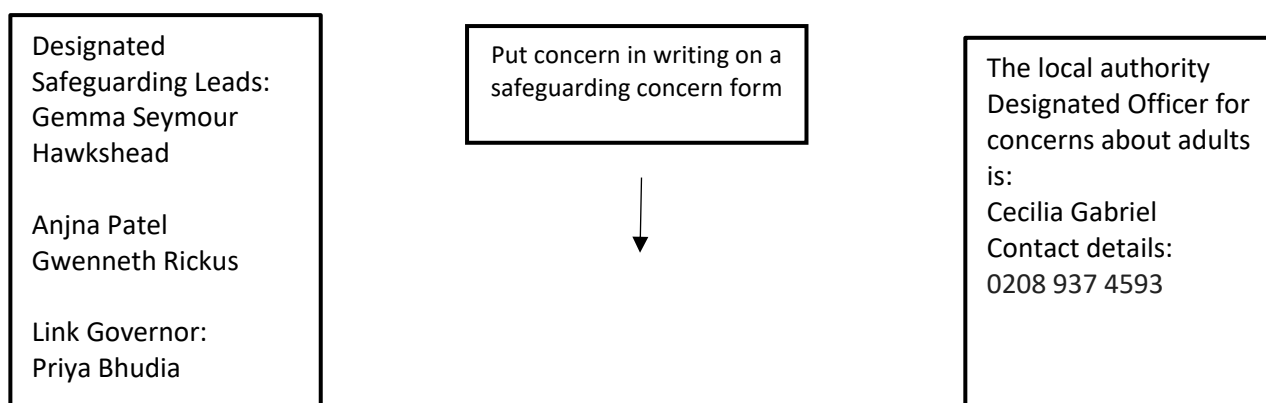 Designated
Safeguarding Leads:
Gemma Seymour
Hawkshead
Anjna Patel
Gwenneth Rickus
Link Governor:
Priya Bhudia
Put concern in writing on a
safeguarding concern form
The local authority
Designated Officer for
concerns about adults
is:
Cecilia Gabriel
Contact details:
0208 937 4593